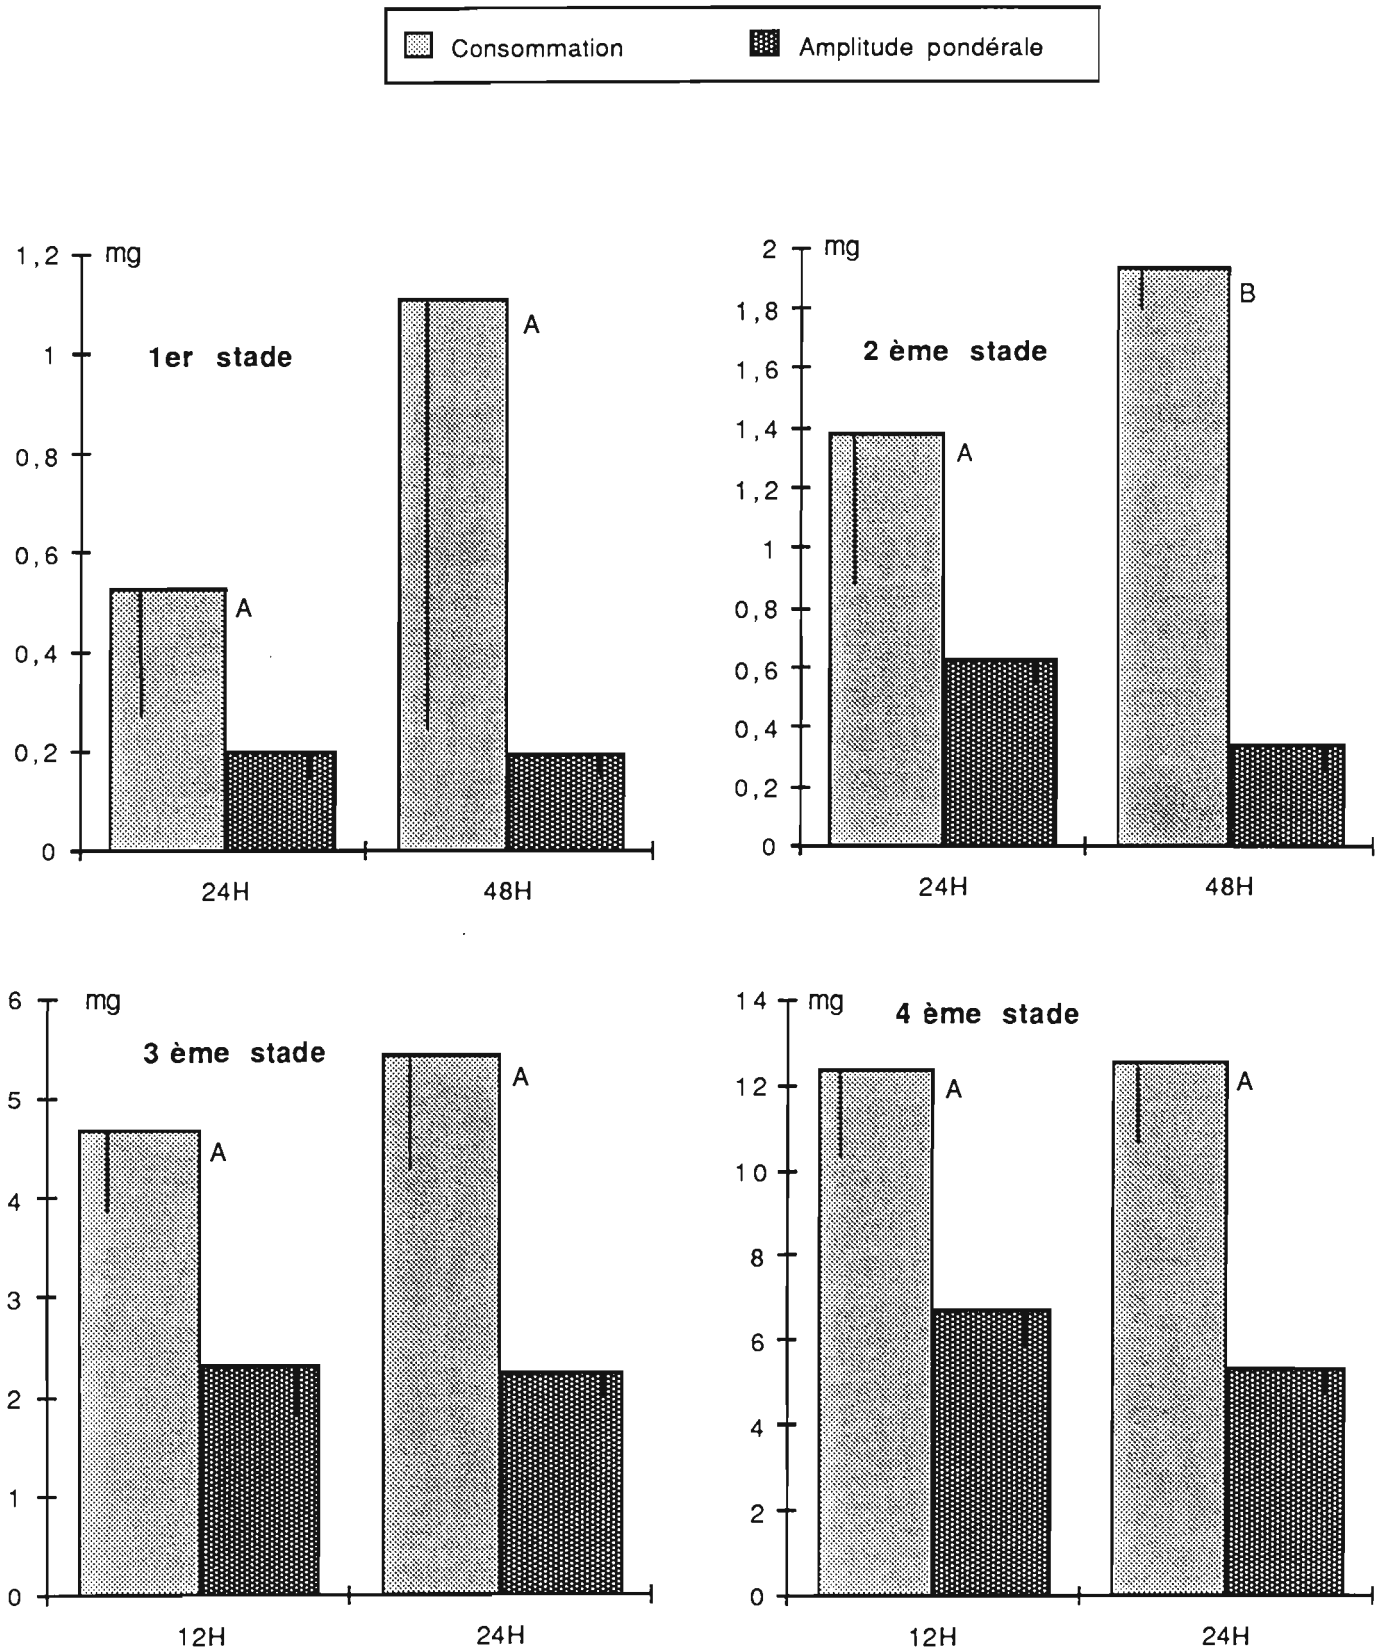 Consommation Amplitude pondérale
1,2 mg
1
0,8
0,6
0,4
0,2
0
1er stade
A
A
24H 48H
2 mg
1,8
1,6
1,4
1,2
1
0,8
0,6
0,4
0,2
0
2 ème stade
A
B
24H 48H
6 mg
5
4
3
2
1
0
3 ème stade
A
A
12H 24H
14 mg
12
10
8
6
4
2
0
4 ème stade
A
A
12H 24H